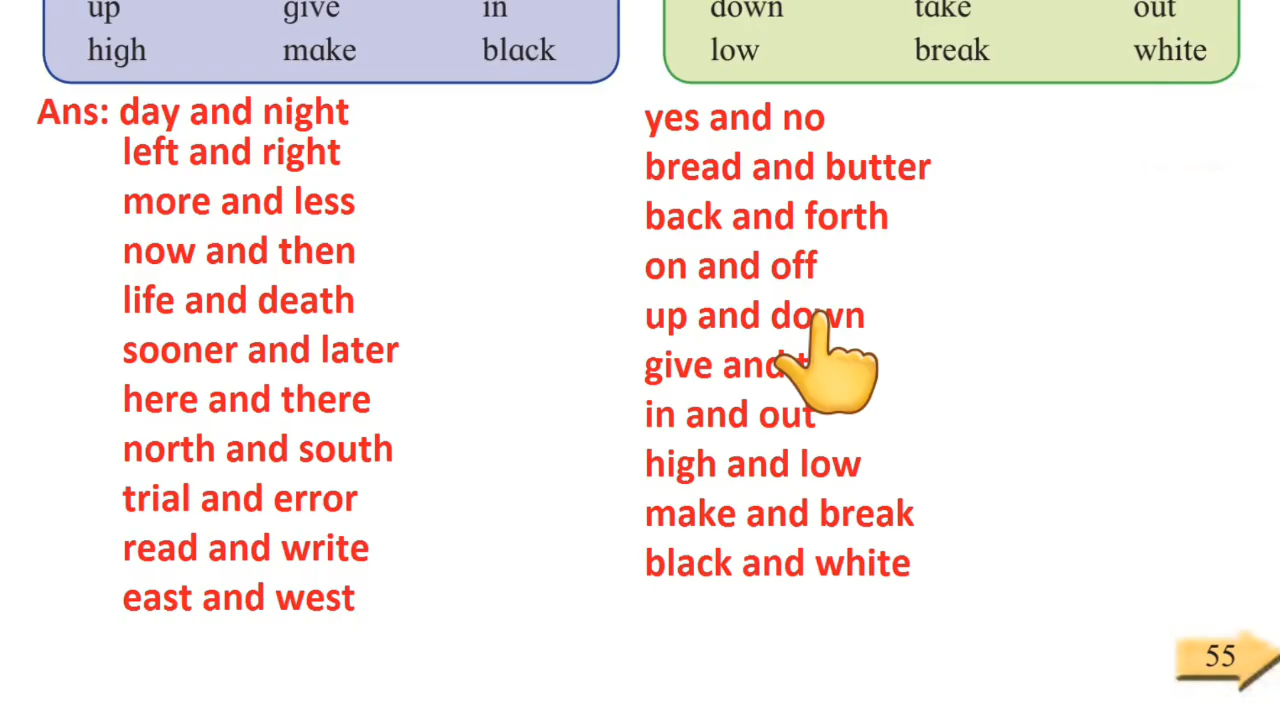 up give in
high make black
down take out
low break white
Ans: day and night
left and right
more and less
now and then
life and death
sooner and later
here and there
north and south
trial and error
read and write
east and west
yes and no
bread and butter
back and forth
on and off
up and down
give and
in and out
high and low
make and break
black and white
55